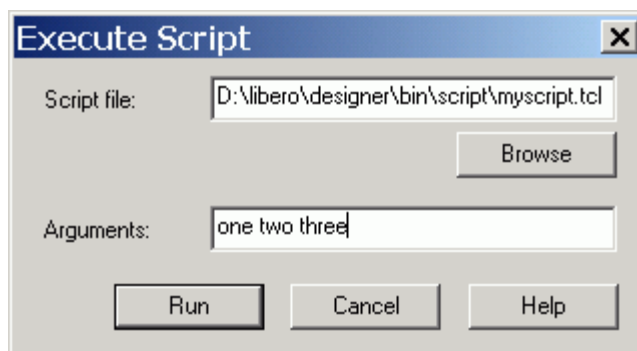 Execute Script
Script file: D:\libero\designer\bin\script\myscript.tcl
Browse
Arguments: one two three
Run Cancel Help